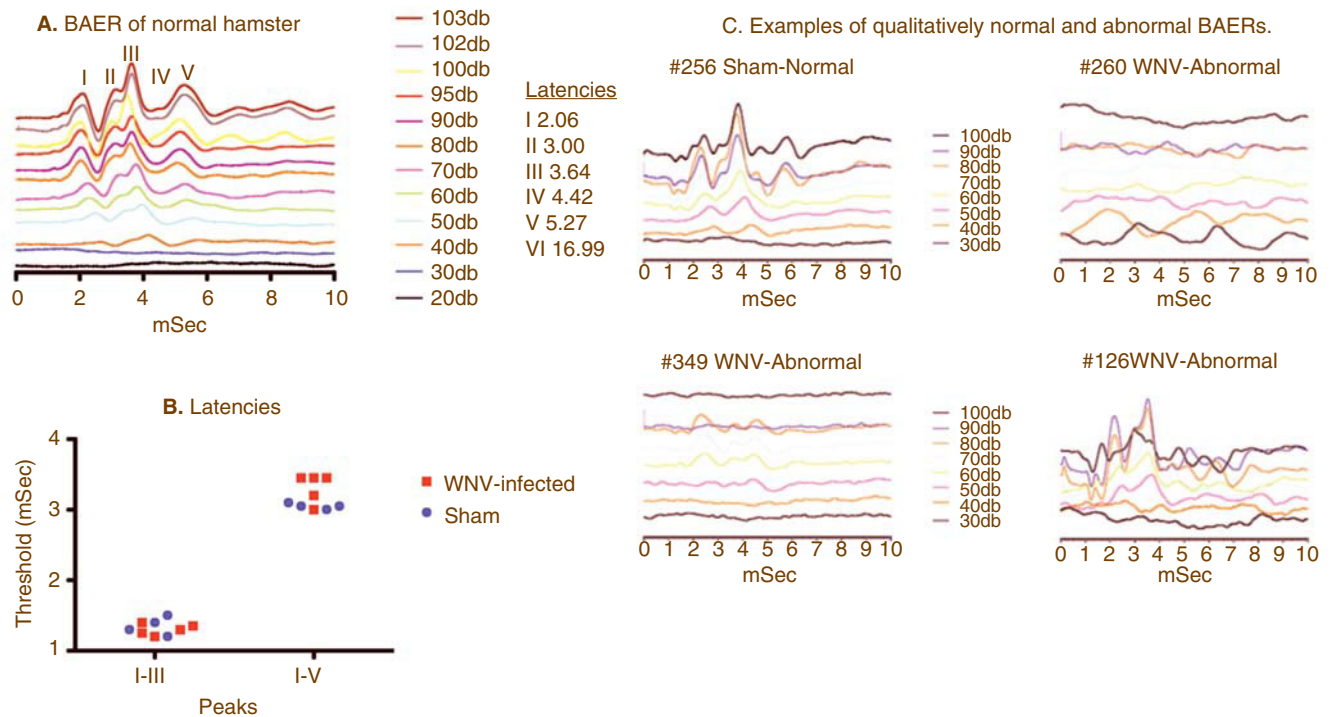 A. BAER of normal hamster
III
I II IV V
103db
102db
100db
95db
90db
80db
70db
60db
50db
40db
30db
20db
Latencies
I 2.06
II 3.00
III 3.64
IV 4.42
V 5.27
VI 16.99
0 2 4 6 8 10
mSec
B. Latencies
4
3
2
1
Threshold (mSec)
WNV-infected
Sham
I-III I-V
Peaks
C. Examples of qualitatively normal and abnormal BAERs.
#256 Sham-Normal
0 1 2 3 4 5 6 7 8 9 10
mSec
100db
90db
80db
70db
60db
50db
40db
30db
#260 WNV-Abnormal
0 1 2 3 4 5 6 7 8 9 10
mSec
#349 WNV-Abnormal
0 1 2 3 4 5 6 7 8 9 10
mSec
100db
90db
80db
70db
60db
50db
40db
30db
#126WNV-Abnormal
0 1 2 3 4 5 6 7 8 9 10
mSec